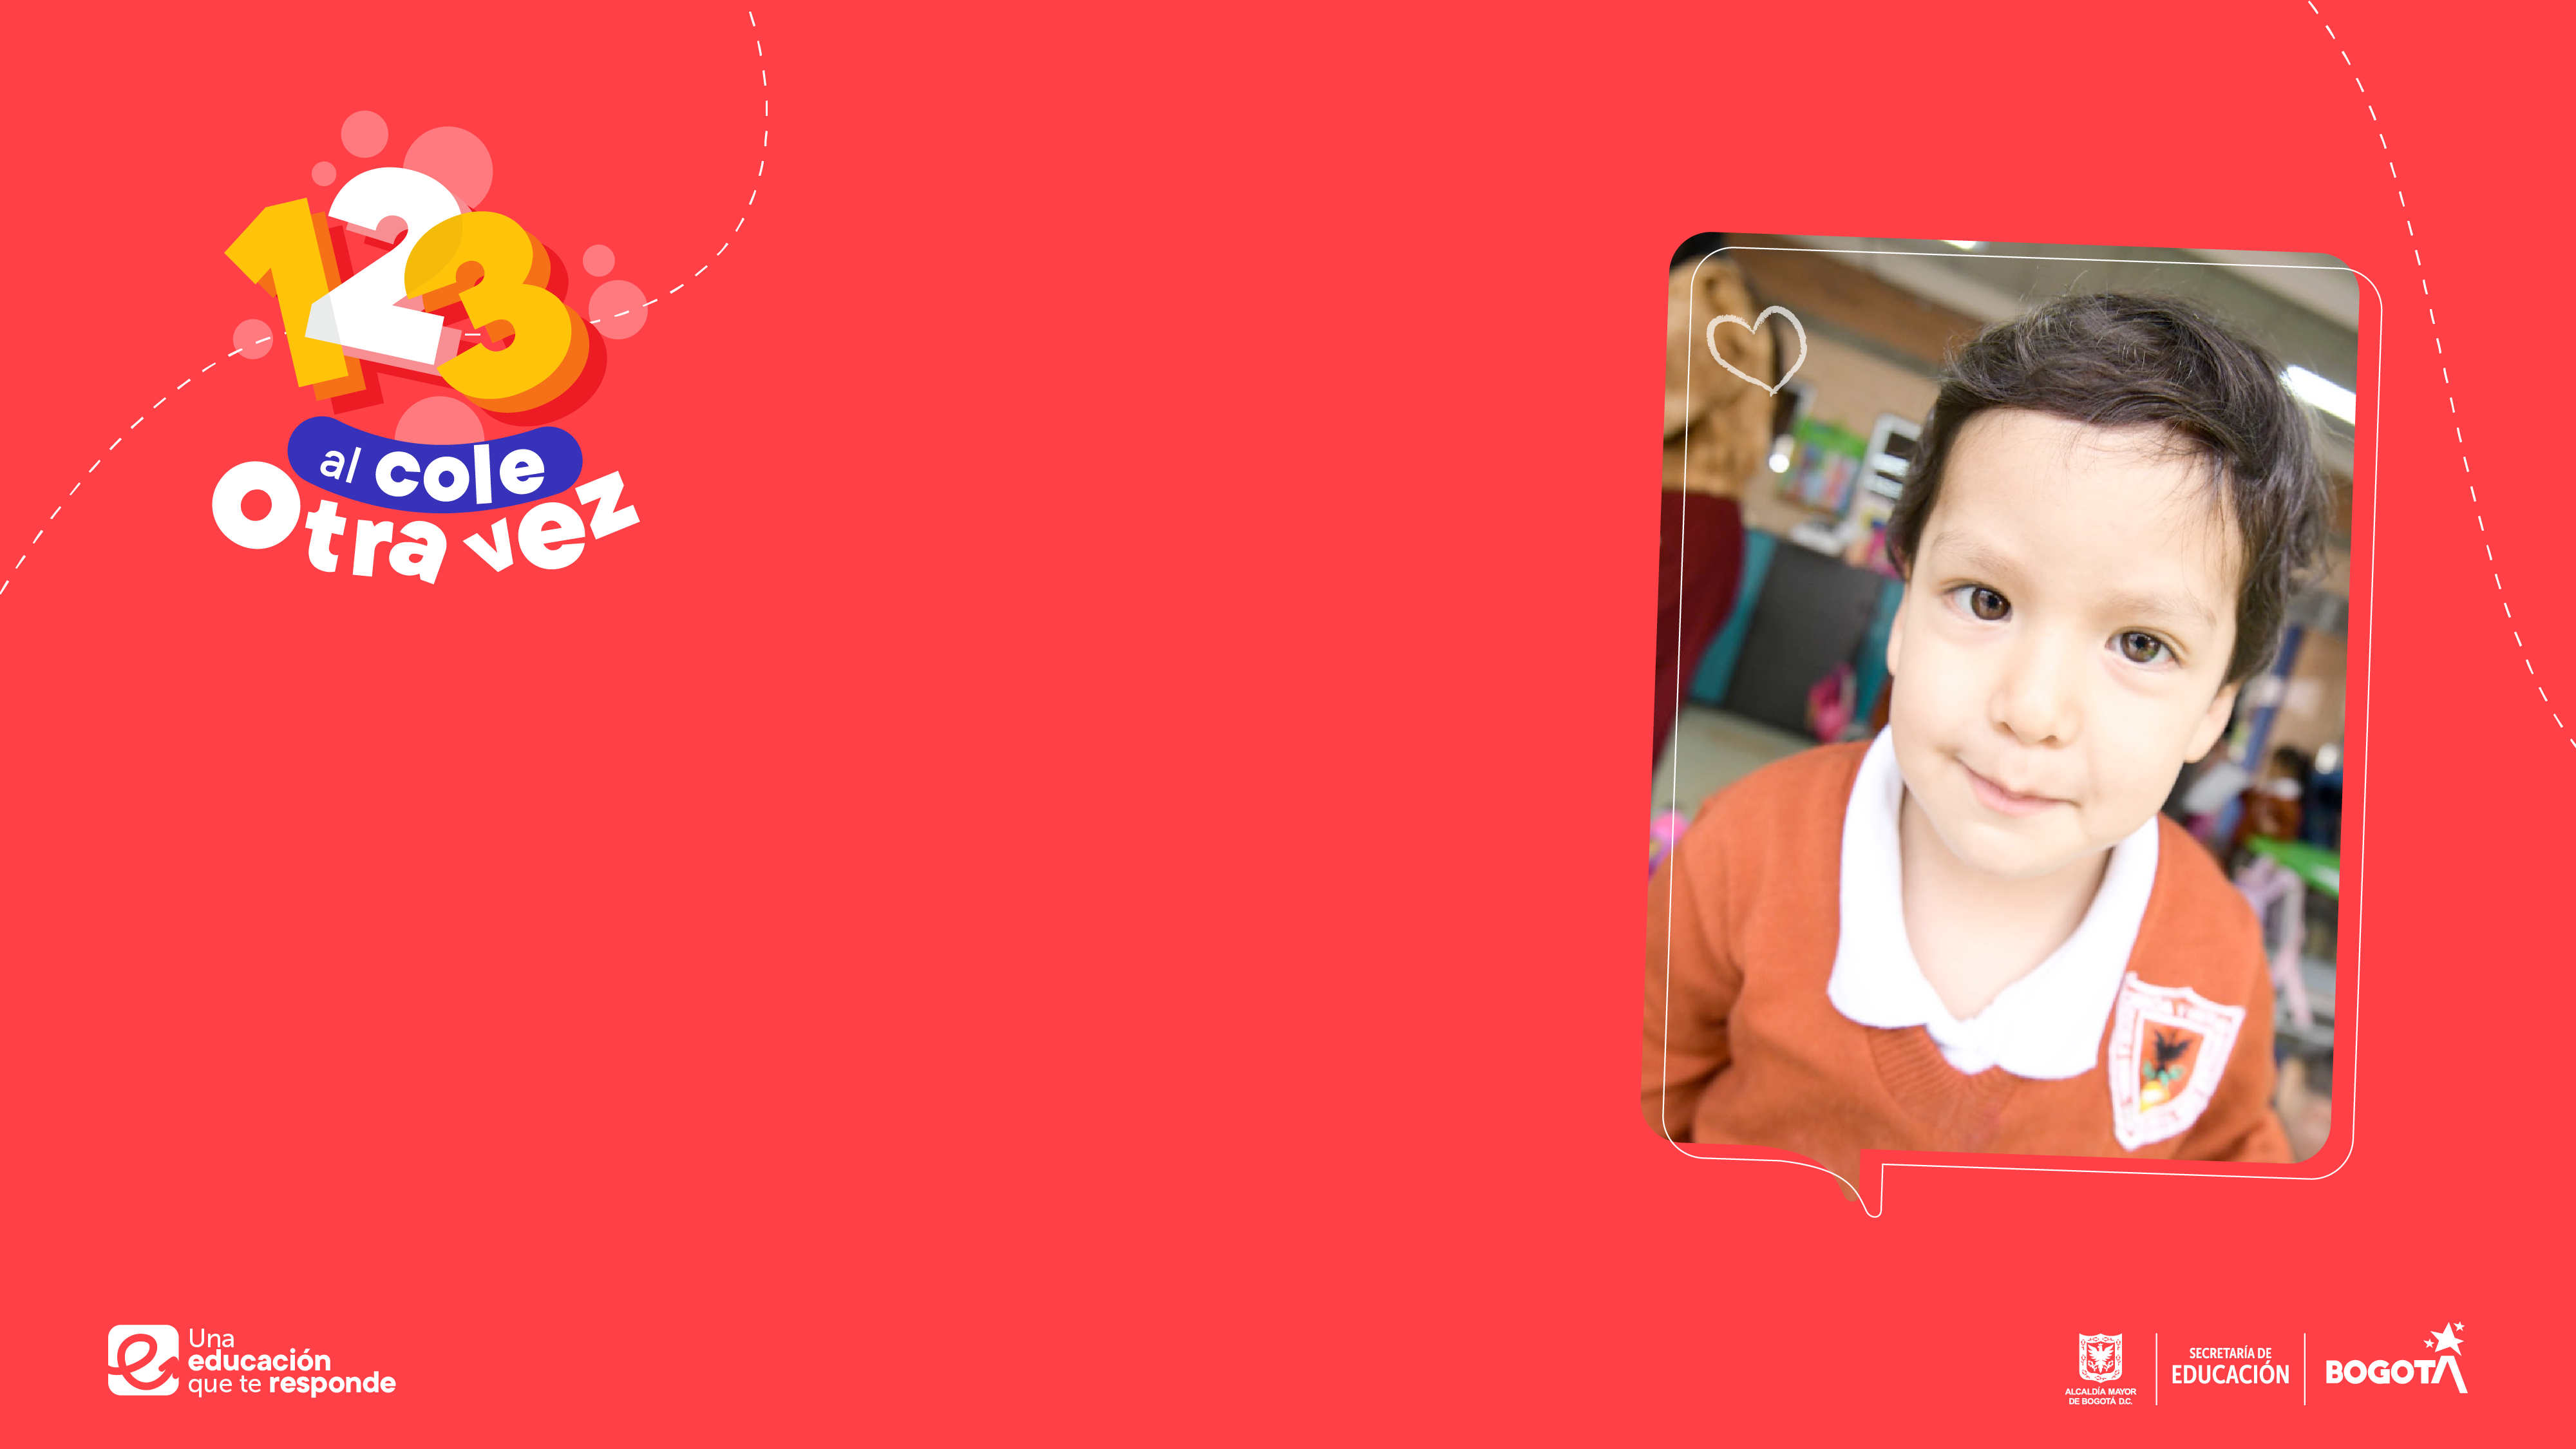 123
al cole
Otra vez
Una
educación
que te responde
ALCALDÍA MAYOR
DE BOGOTÁ D.C.
SECRETARÍA DE
EDUCACIÓN
BOGOTÁ